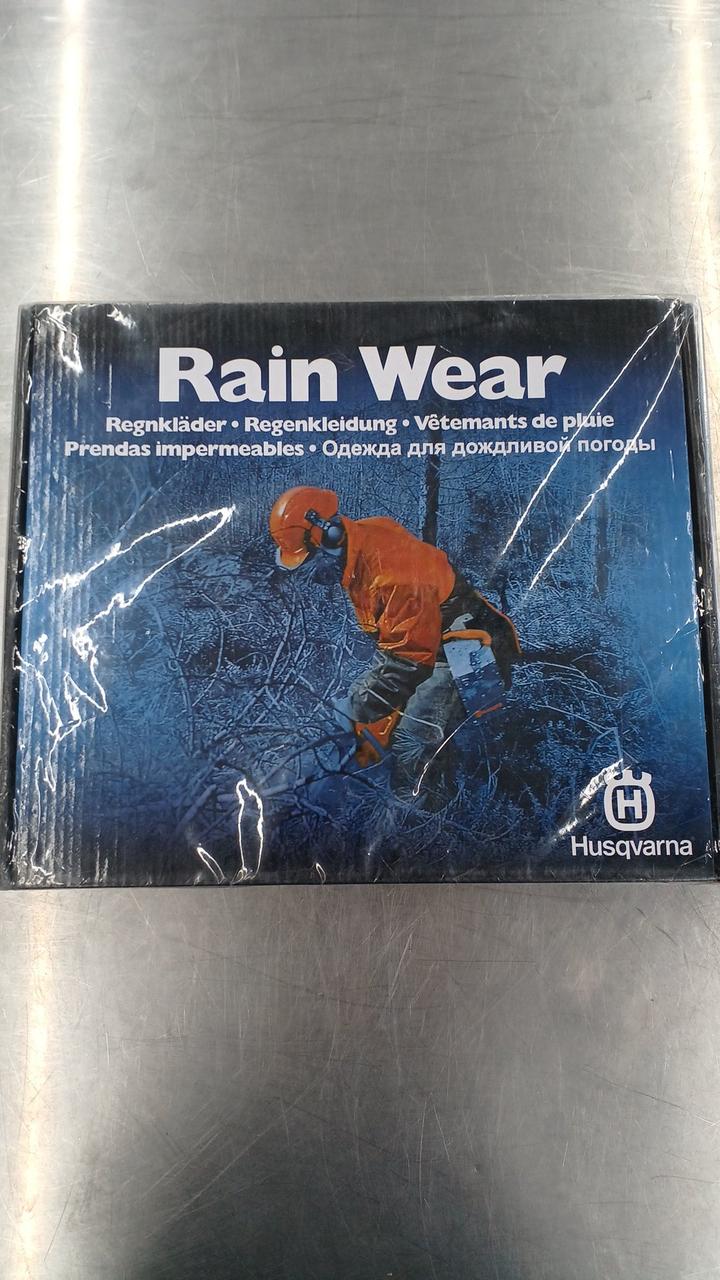 Rain Wear
Regnkläder • Regenkleidung • Vêtemants de pluie
Prendas impermeables • Одежда для дождливой погоды
H
Husqvarna